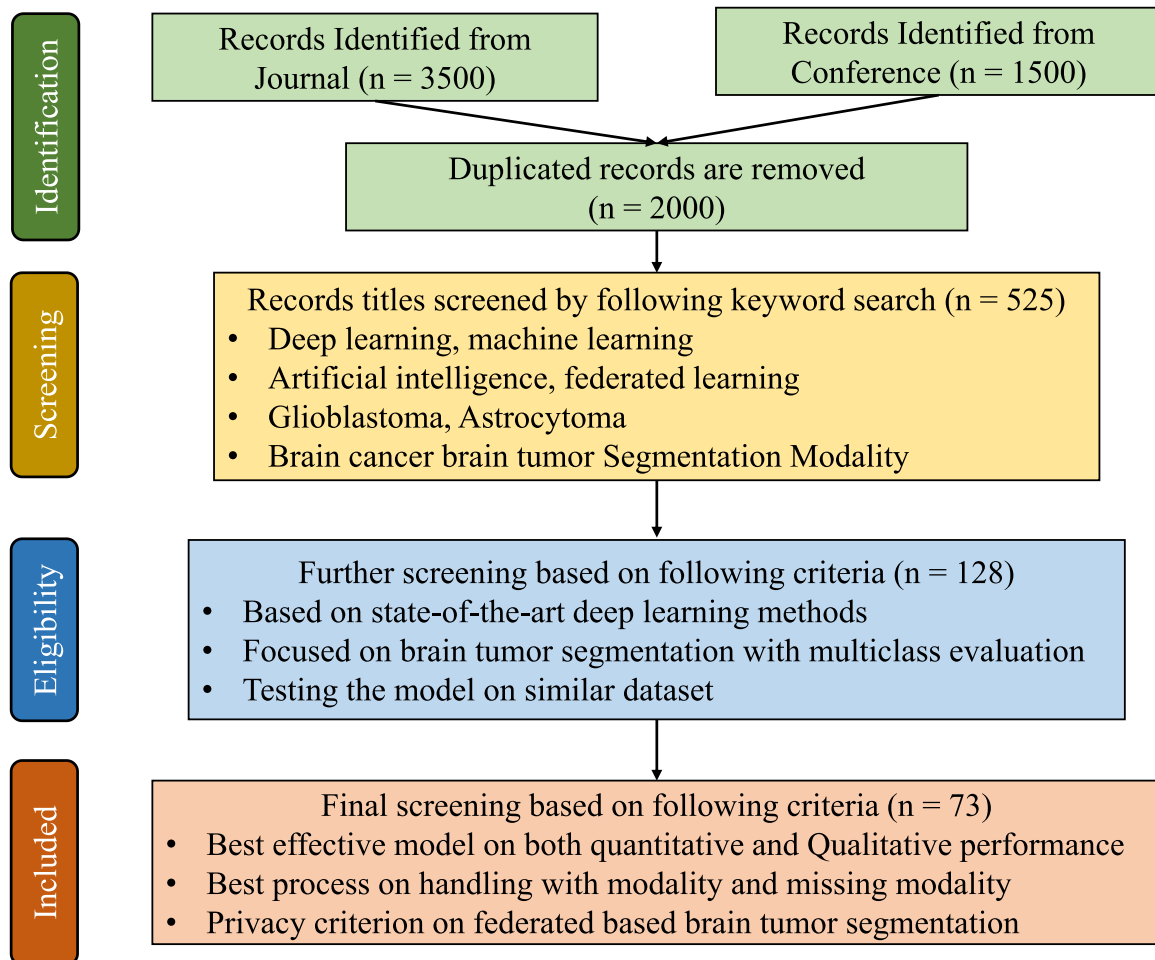 Identification
Records Identified from
Journal (n = 3500)
Records Identified from
Conference (n = 1500)
Duplicated records are removed
(n = 2000)
Screening
Records titles screened by following keyword search (n = 525)
• Deep learning, machine learning
• Artificial intelligence, federated learning
• Glioblastoma, Astrocytoma
• Brain cancer brain tumor Segmentation Modality
Eligibility
Further screening based on following criteria (n = 128)
• Based on state-of-the-art deep learning methods
• Focused on brain tumor segmentation with multiclass evaluation
• Testing the model on similar dataset
Included
Final screening based on following criteria (n = 73)
• Best effective model on both quantitative and Qualitative performance
• Best process on handling with modality and missing modality
• Privacy criterion on federated based brain tumor segmentation